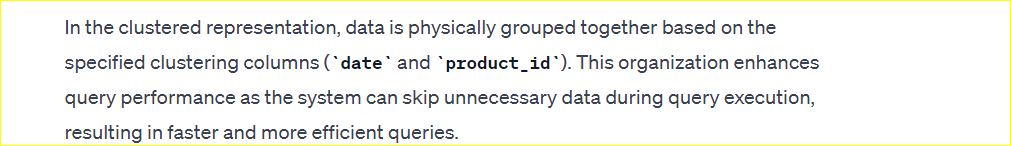 In the clustered representation, data is physically grouped together based on the
specified clustering columns (`date` and `product_id`). This organization enhances
query performance as the system can skip unnecessary data during query execution,
resulting in faster and more efficient queries.